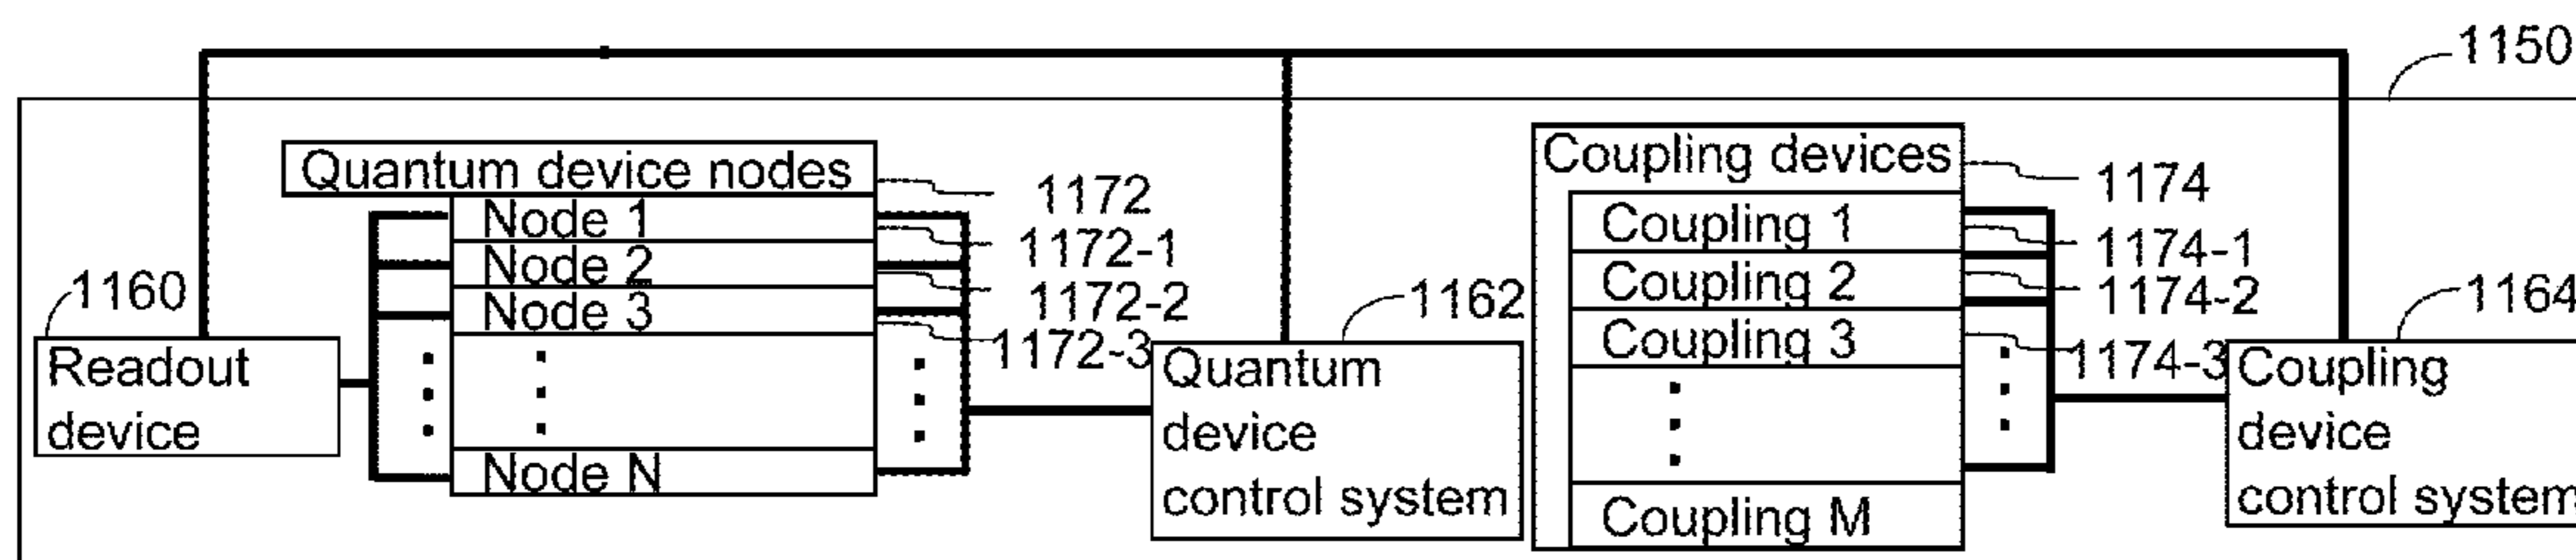 1150
Quantum device nodes
1172
Node 1
1172-1
Node 2
1172-2
Node 3
1172-3
Node N
1160
Readout
device
1162
Quantum
device
control system
Coupling devices
1174
Coupling 1
1174-1
Coupling 2
1174-2
Coupling 3
1174-3
Coupling M
1164
Coupling
device
control system